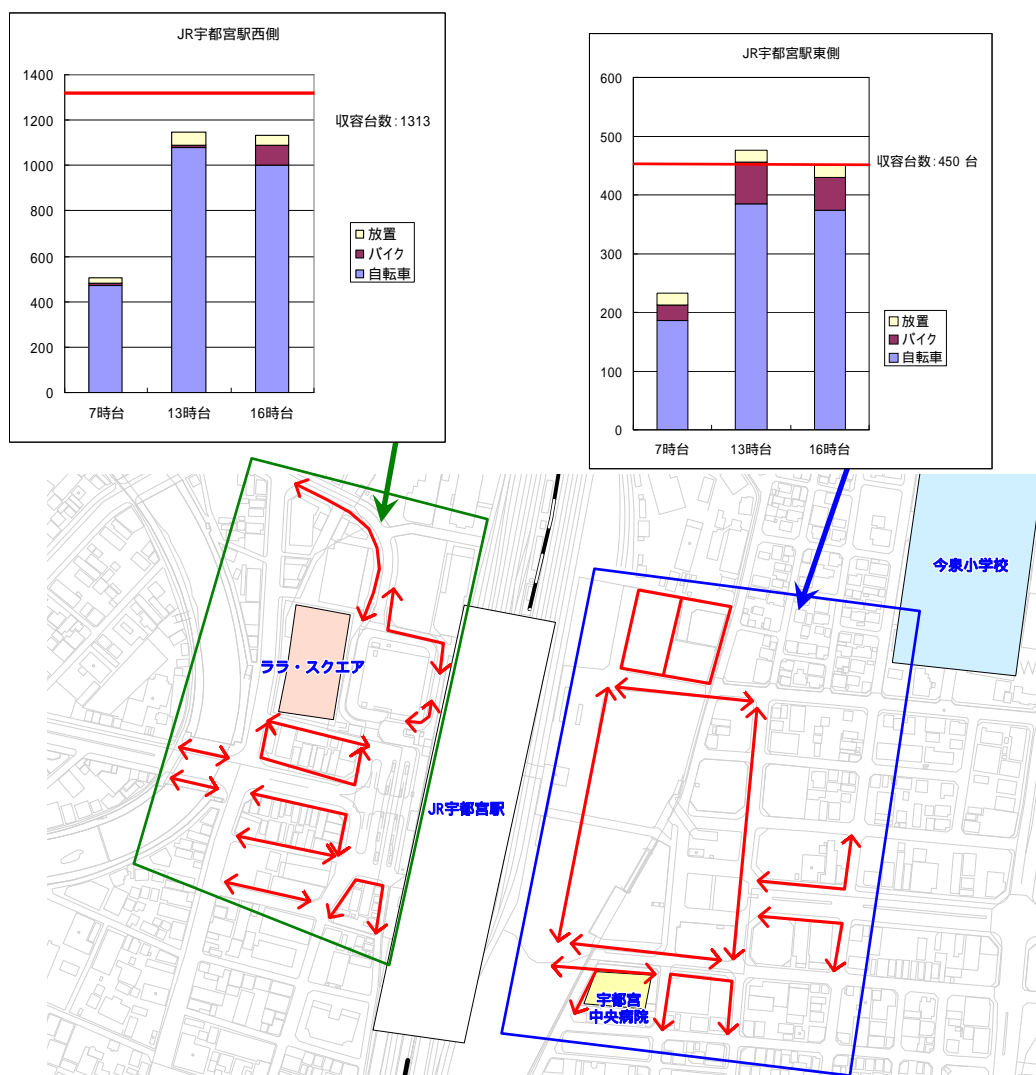 JR宇都宮駅西側
1400
1200
1000
800
600
400
200
0
収容台数：1313
放置
バイク
自転車
7時台
13時台
16時台
JR宇都宮駅東側
600
500
400
300
200
100
0
収容台数：450 台
放置
バイク
自転車
7時台
13時台
16時台
今泉小学校
ララ・スクエア
JR宇都宮駅
宇都宮
中央病院